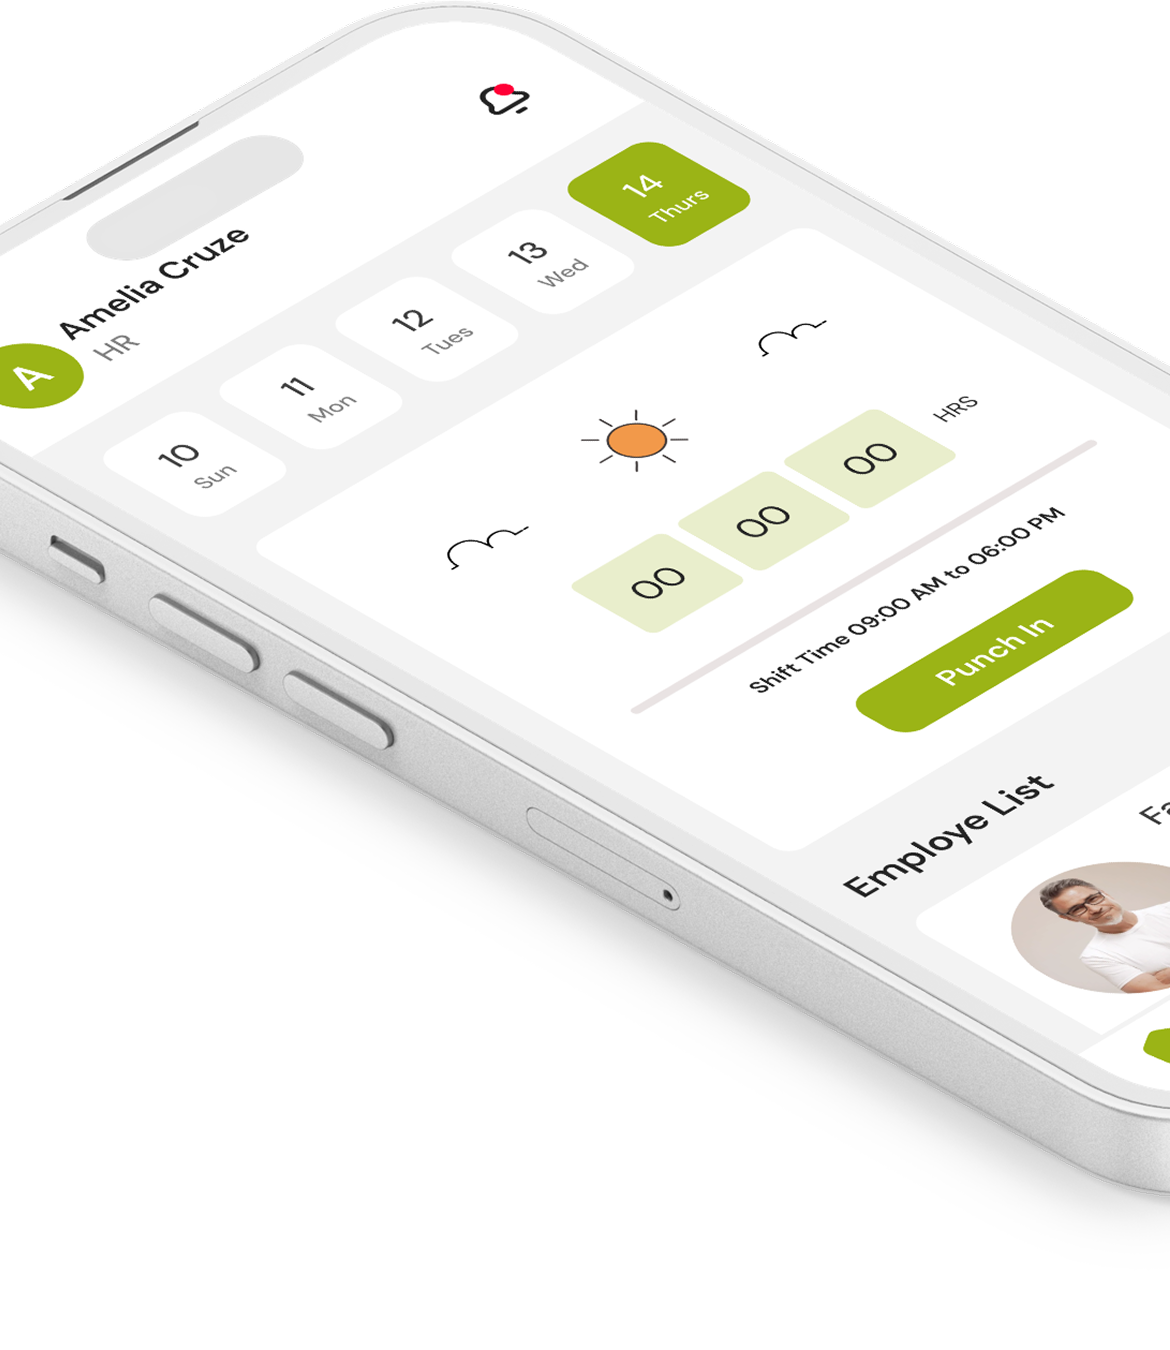 A
Amelia Cruze
HR
10
Sun
11
Mon
12
Tues
13
Wed
14
Thurs
00 00 00 HRS
Shift Time 09:00 AM to 06:00 PM
Punch In
Employe List
Fa